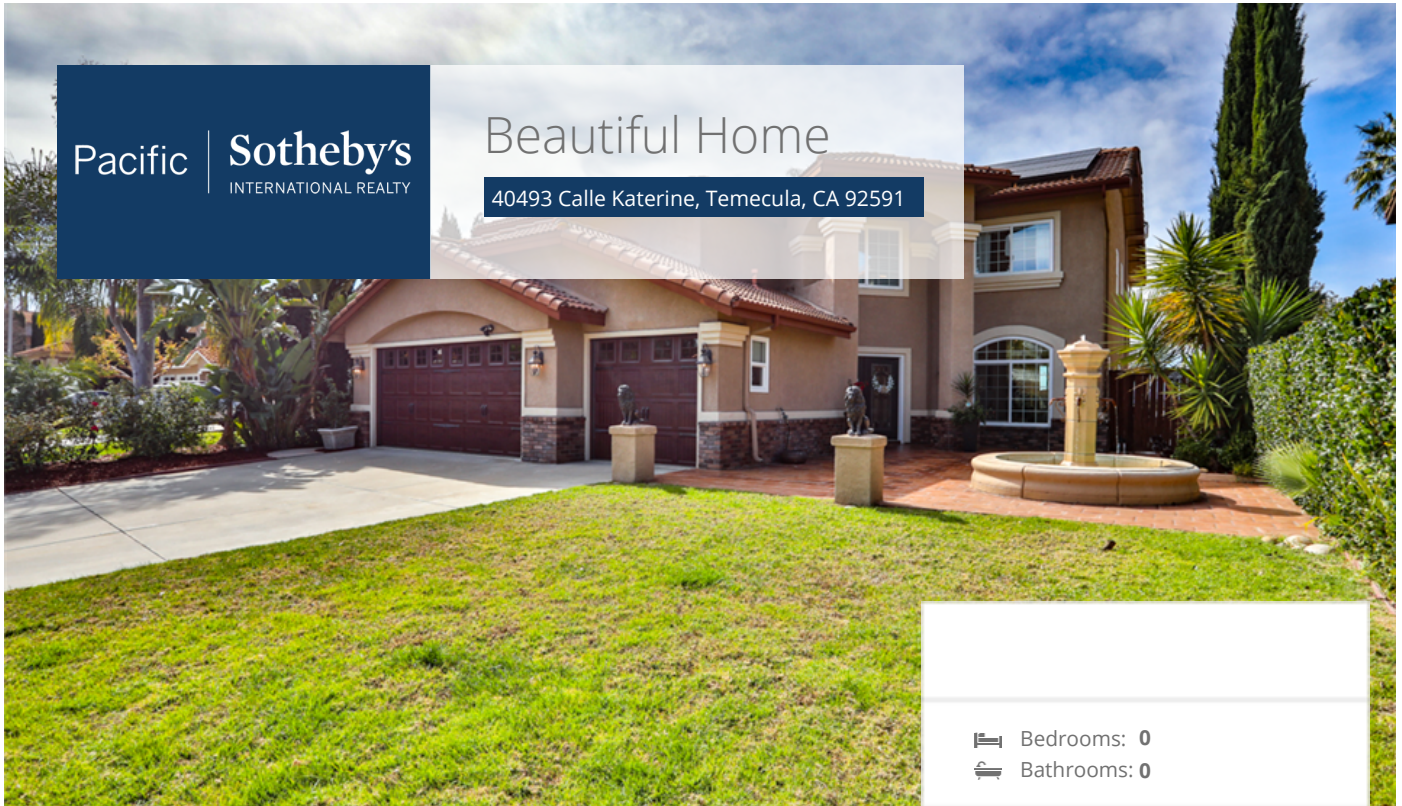 Pacific
Sotheby's
INTERNATIONAL REALTY
Beautiful Home
40493 Calle Katerine, Temecula, CA 92591
Bedrooms: 0
Bathrooms: 0